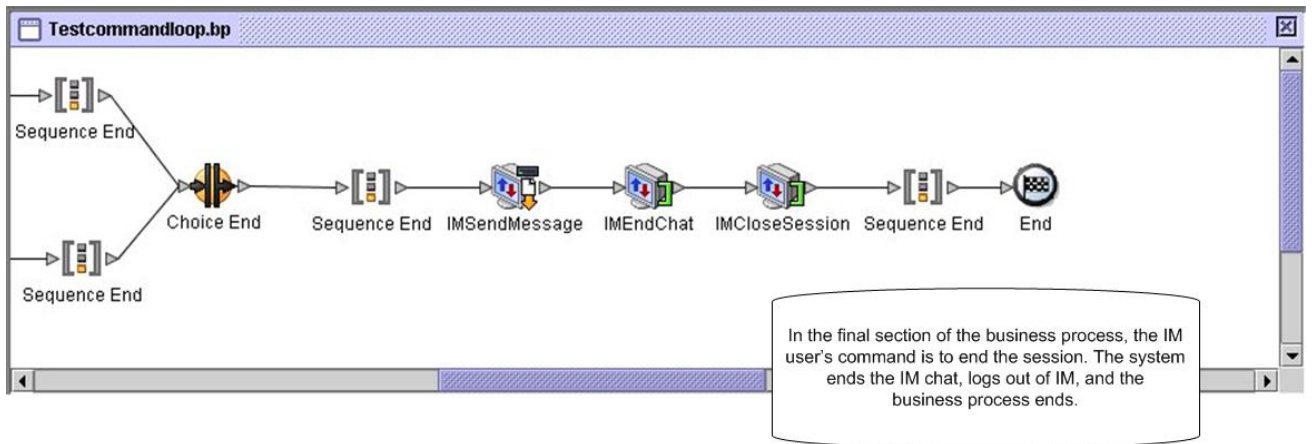 Testcommandloop.bp
Sequence End
Choice End
Sequence End
IMSendMessage
IMEndChat
IMCloseSession
Sequence End
End
Sequence End
In the final section of the business process, the IM
user's command is to end the session. The system
ends the IM chat, logs out of IM, and the
business process ends.